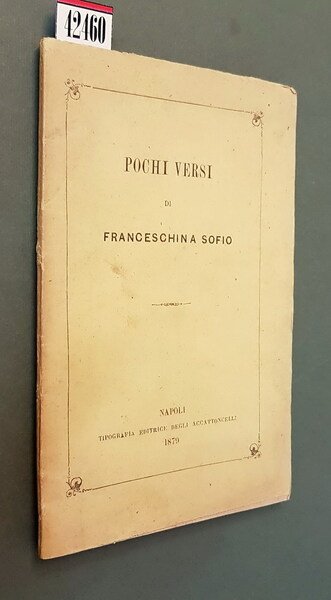 42460
POCHI VERSI
DI
FRANCESCHINA SOFIO
NAPOLI
TIPOGRAFIA EDITRICE DEGLI ACCATTONCELLI
1879